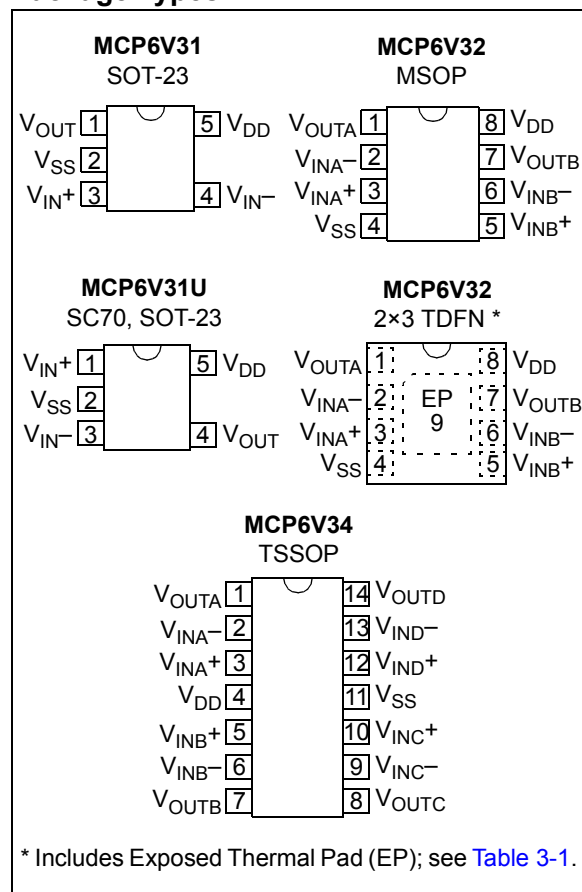 MCP6V31
SOT-23
VOUT 1 5 VDD
VSS 2
VIN+ 3 4 VIN–
MCP6V32
MSOP
VOUTA 1 8 VDD
VINA– 2 7 VOUTB
VINA+ 3 6 VINB–
VSS 4 5 VINB+
MCP6V31U
SC70, SOT-23
VIN+ 1 5 VDD
VSS 2
VIN– 3 4 VOUT
MCP6V32
2×3 TDFN *
VOUTA 1 8 VDD
VINA– 2 EP 7 VOUTB
VINA+ 3 9 6 VINB–
VSS 4 5 VINB+
MCP6V34
TSSOP
VOUTA 1 14 VOUTD
VINA– 2 13 VIND–
VINA+ 3 12 VIND+
VDD 4 11 VSS
VINB+ 5 10 VINC+
VINB– 6 9 VINC–
VOUTB 7 8 VOUTC
* Includes Exposed Thermal Pad (EP); see Table 3-1.